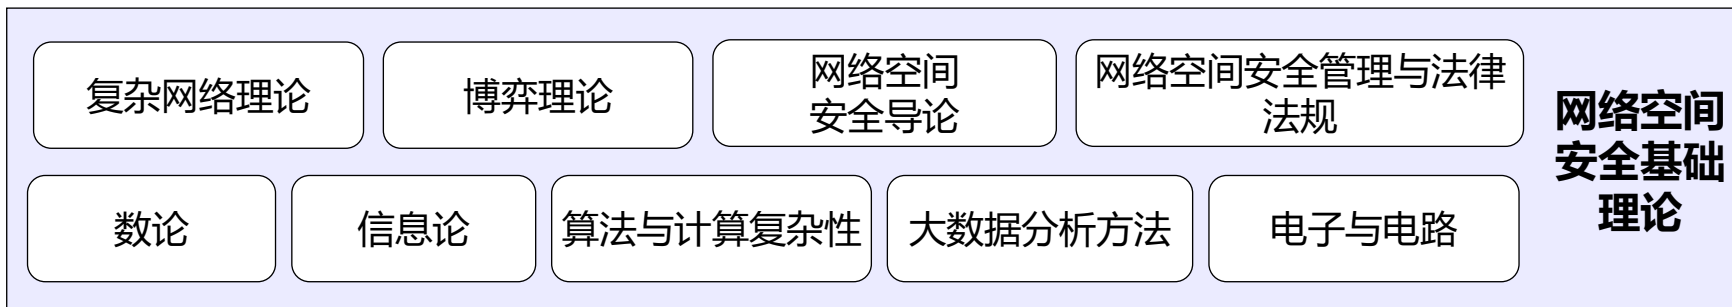 复杂网络理论
博弈理论
网络空间
安全导论
网络空间安全管理与法律
法规
数论
信息论
算法与计算复杂性
大数据分析方法
电子与电路
网络空间
安全基础
理论